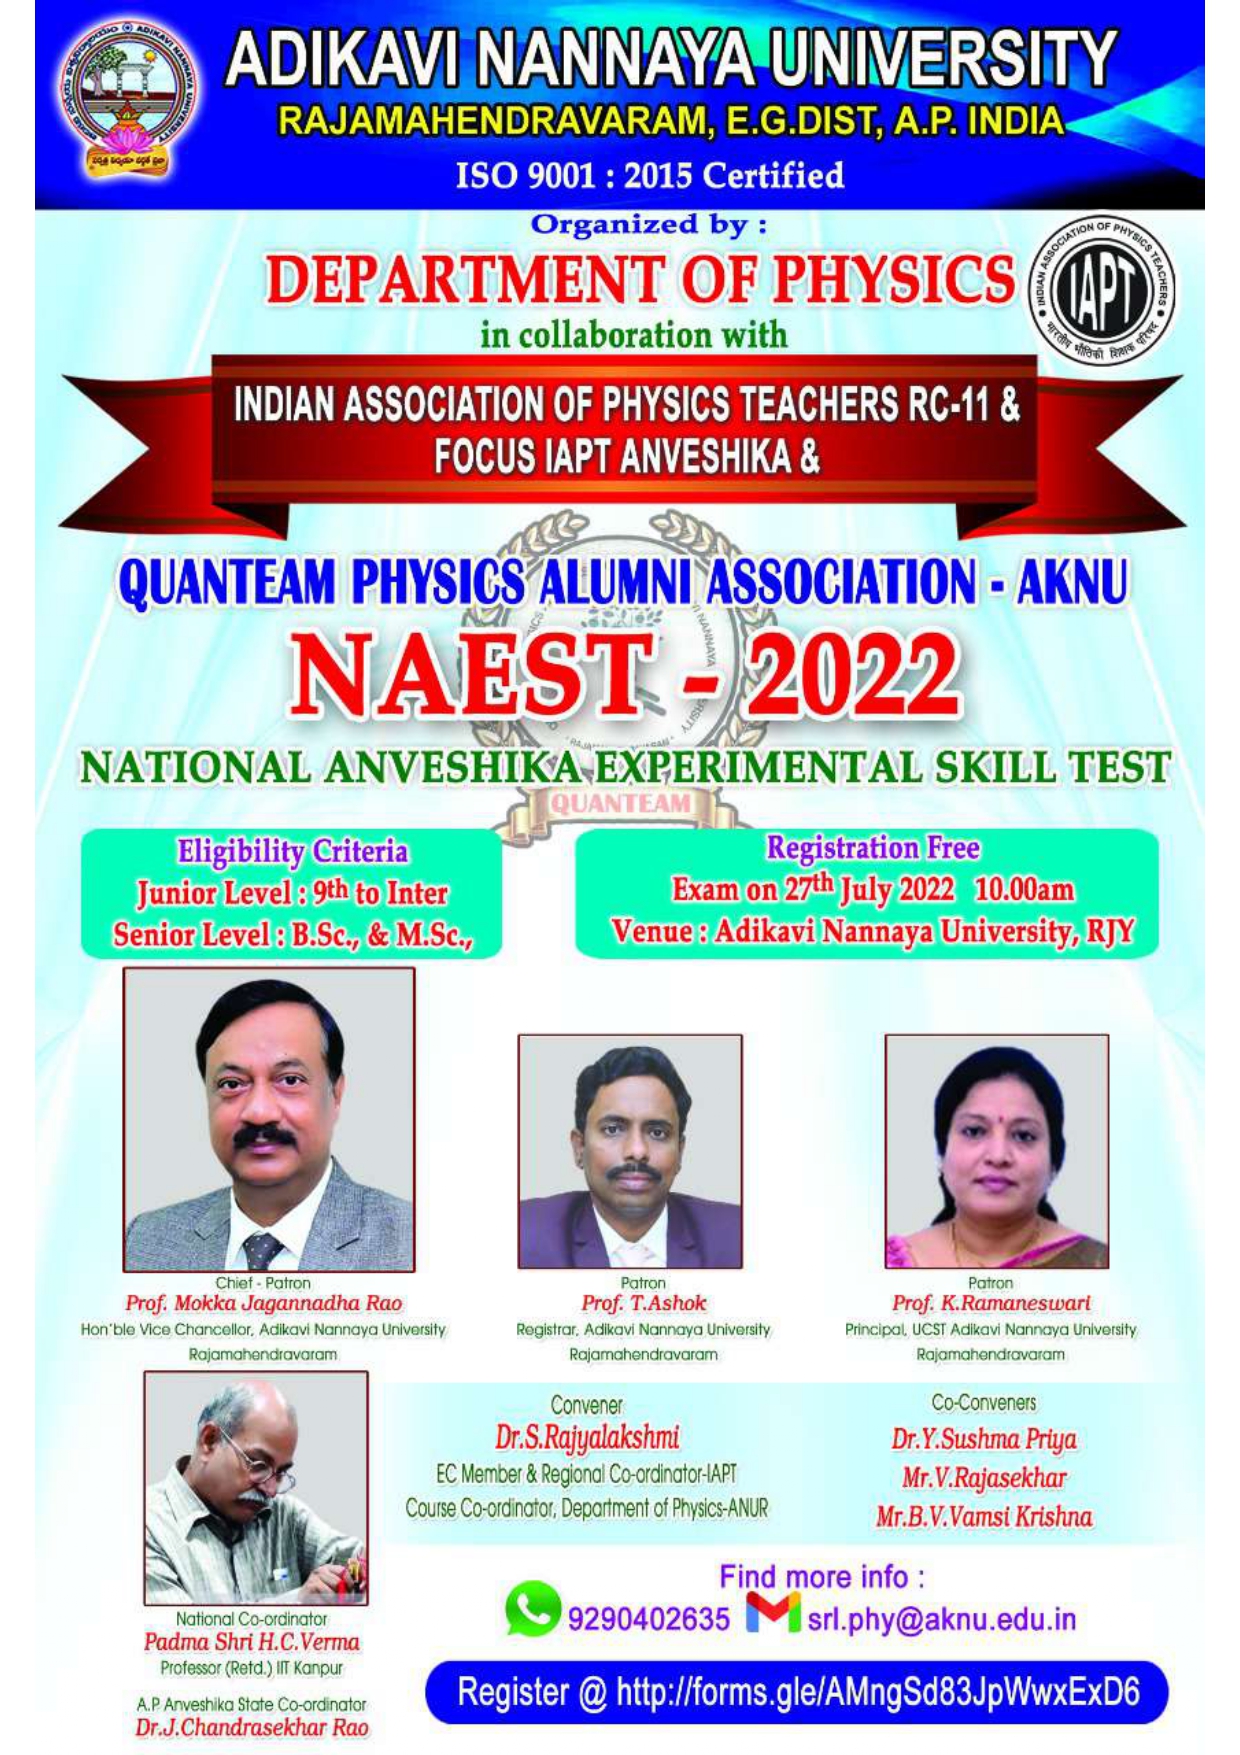 ADIKAVI NANNAYA UNIVERSITY
RAJAMAHENDRAVARAM, E.G.DIST, A.P. INDIA
ISO 9001 : 2015 Certified
Organized by :
DEPARTMENT OF PHYSICS
INDIAN ASSOCIATION OF PHYSICS TEACHERS
IAPT
भारतीय भौतिकी शिक्षक परिषद
in collaboration with
INDIAN ASSOCIATION OF PHYSICS TEACHERS RC-11 &
FOCUS IAPT ANVESHIKA &
QUANTEAM PHYSICS ALUMNI ASSOCIATION - AKNU
NAEST - 2022
NATIONAL ANVESHIKA EXPERIMENTAL SKILL TEST
QUANTEAM
Eligibility Criteria
Junior Level : 9th to Inter
Senior Level : B.Sc., & M.Sc.,
Registration Free
Exam on 27th July 2022 10.00am
Venue : Adikavi Nannaya University, RJY
Chief - Patron
Prof. Mokka Jagannadha Rao
Hon'ble Vice Chancellor, Adikavi Nannaya University
Rajamahendravaram
Patron
Prof. T.Ashok
Registrar, Adikavi Nannaya University
Rajamahendravaram
Patron
Prof. K.Ramaneswari
Principal, UCST Adikavi Nannaya University
Rajamahendravaram
National Co-ordinator
Padma Shri H.C.Verma
Professor (Retd.) IIT Kanpur
A.P Anveshika State Co-ordinator
Dr.J.Chandrasekhar Rao
Convener
Dr.S.Rajyalakshmi
EC Member & Regional Co-ordinator-IAPT
Course Co-ordinator, Department of Physics-ANUR
Co-Conveners
Dr.Y.Sushma Priya
Mr.V.Rajasekhar
Mr.B.V.Vamsi Krishna
Find more info :
9290402635 srl.phy@aknu.edu.in
Register @ http://forms.gle/AMngSd83JpWwxExD6